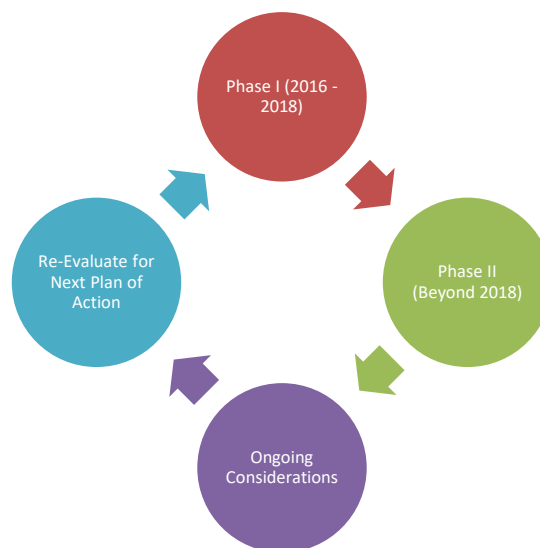 Phase I (2016 -
2018)
Phase II
(Beyond 2018)
Ongoing
Considerations
Re-Evaluate for
Next Plan of
Action